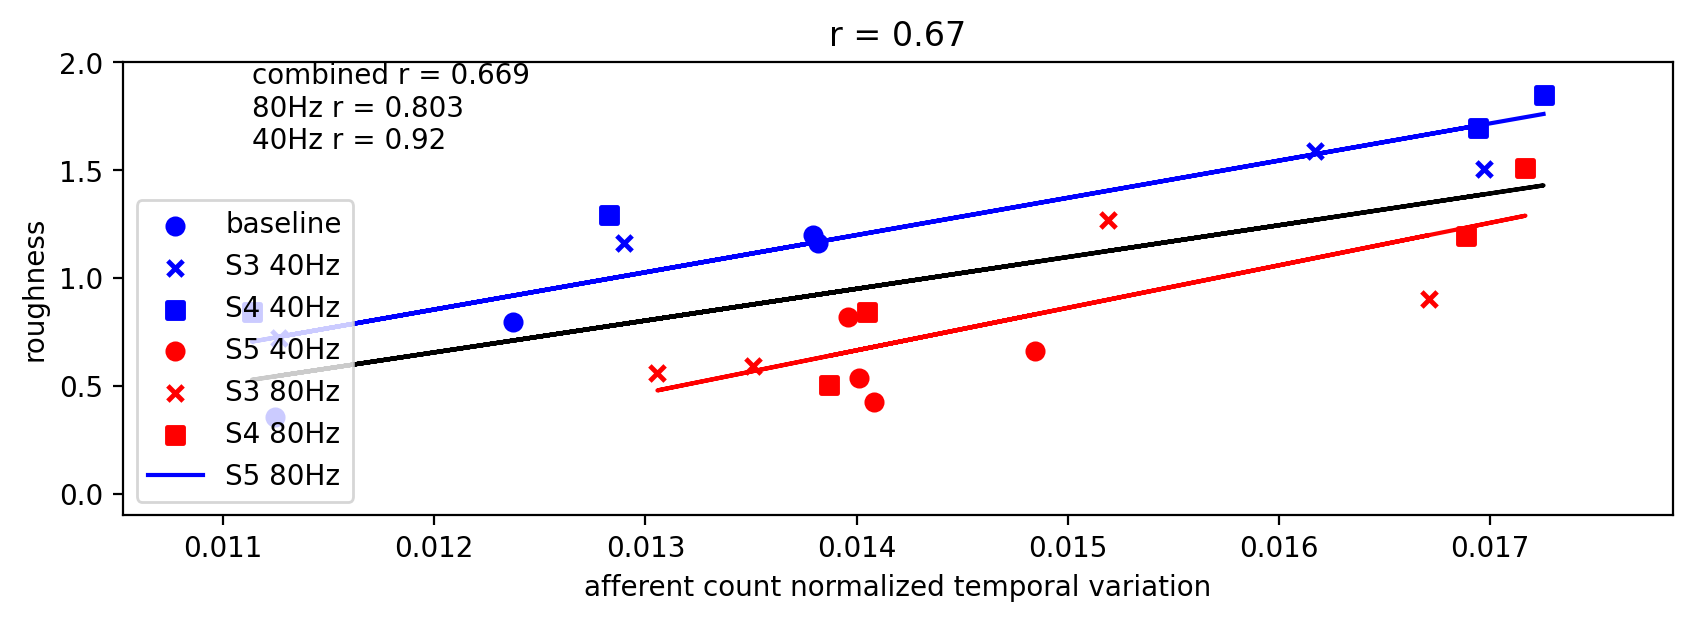 r = 0.67
combined r = 0.669
80Hz r = 0.803
40Hz r = 0.92
2.0
1.5
1.0
0.5
0.0
roughness
baseline
S3 40Hz
S4 40Hz
S5 40Hz
S3 80Hz
S4 80Hz
S5 80Hz
0.011 0.012 0.013 0.014 0.015 0.016 0.017
afferent count normalized temporal variation